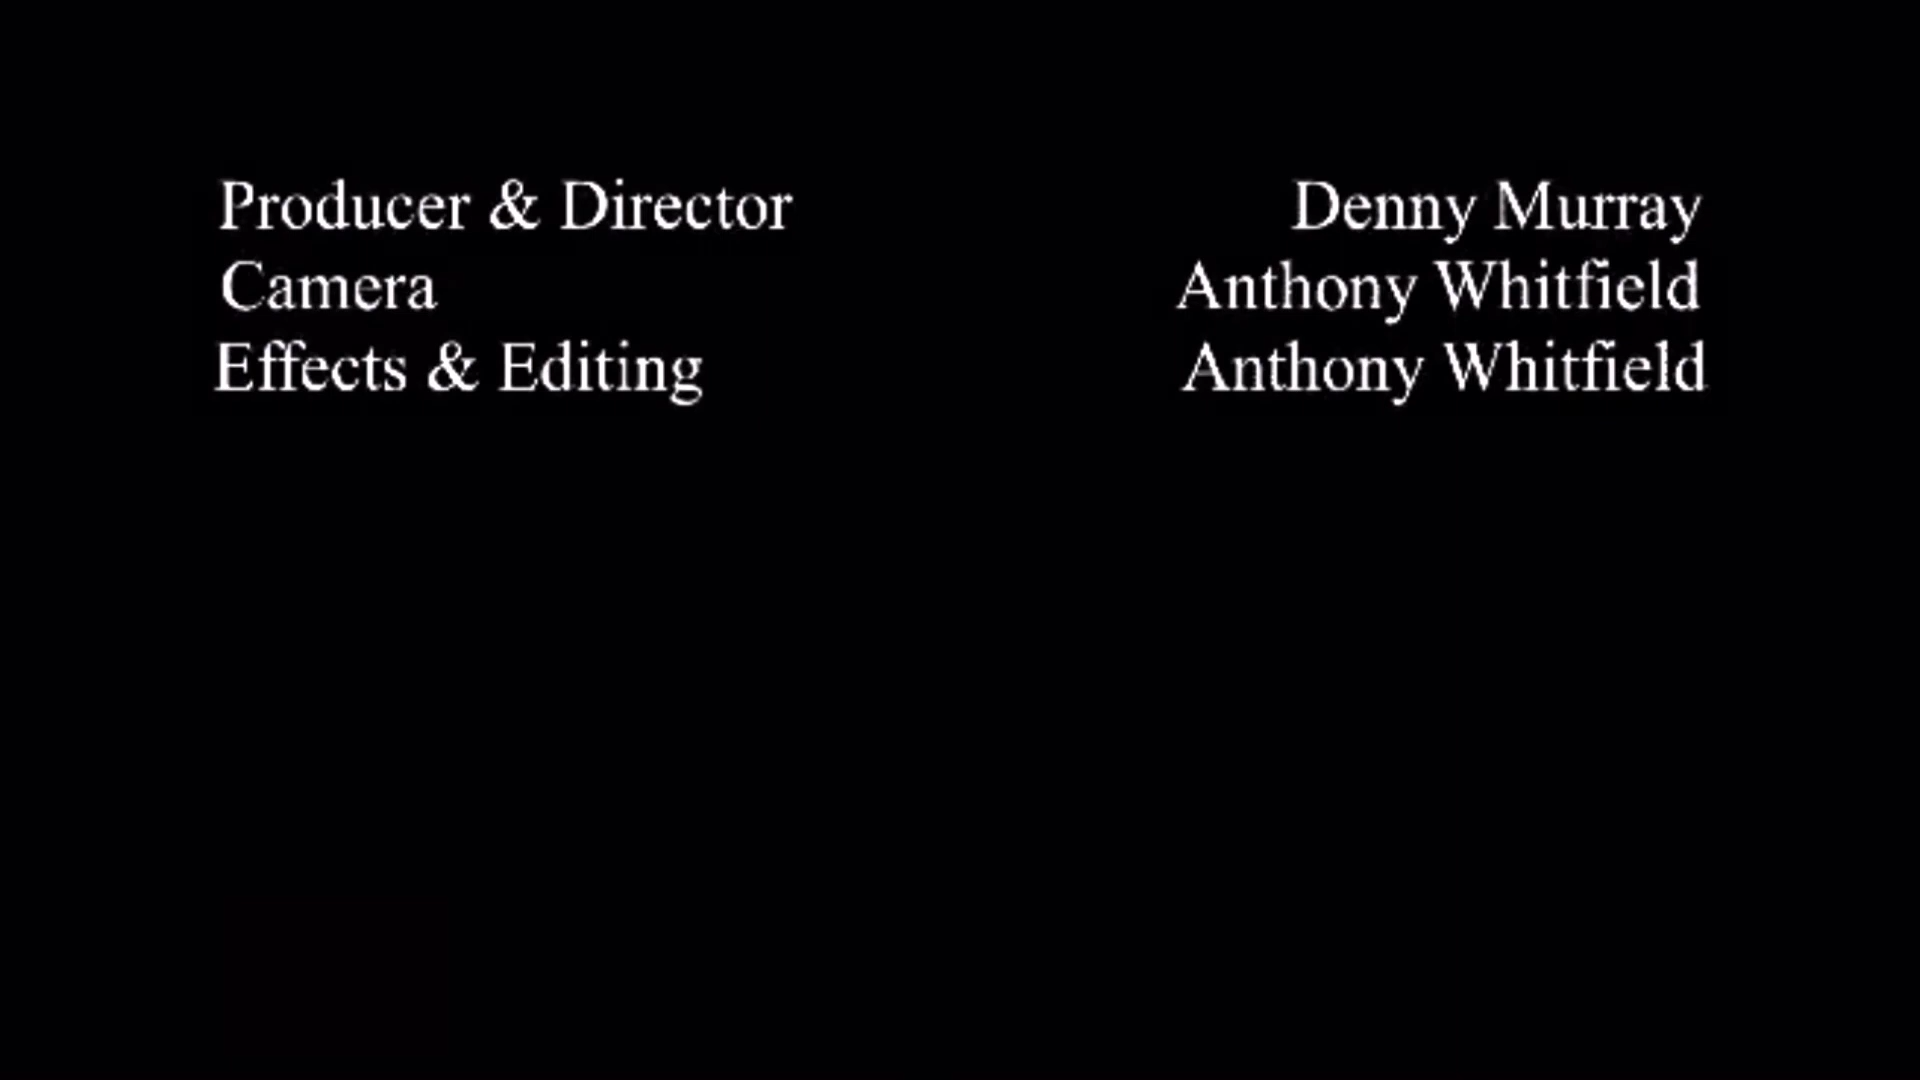 Producer & Director Denny Murray
Camera Anthony Whitfield
Effects & Editing Anthony Whitfield